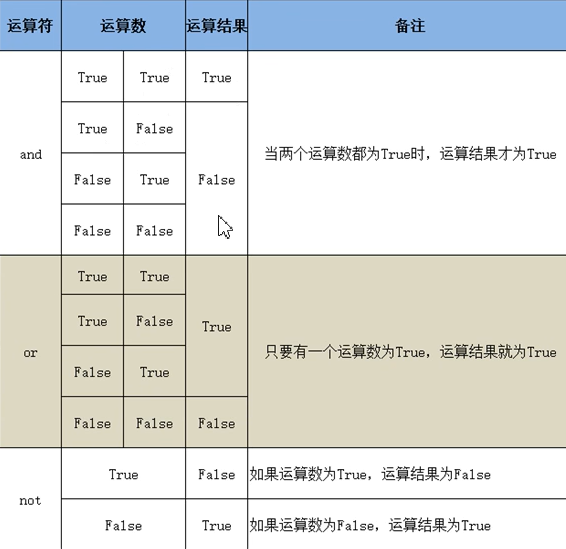 运算符 运算数 运算结果 备注
True True True
True False
and 当两个运算数都为True时，运算结果才为True
False True False
False False
True True
True False True
or 只要有一个运算数为True，运算结果就为True
False True
False False False
True False 如果运算数为True，运算结果为False
not
False True 如果运算数为False，运算结果为True